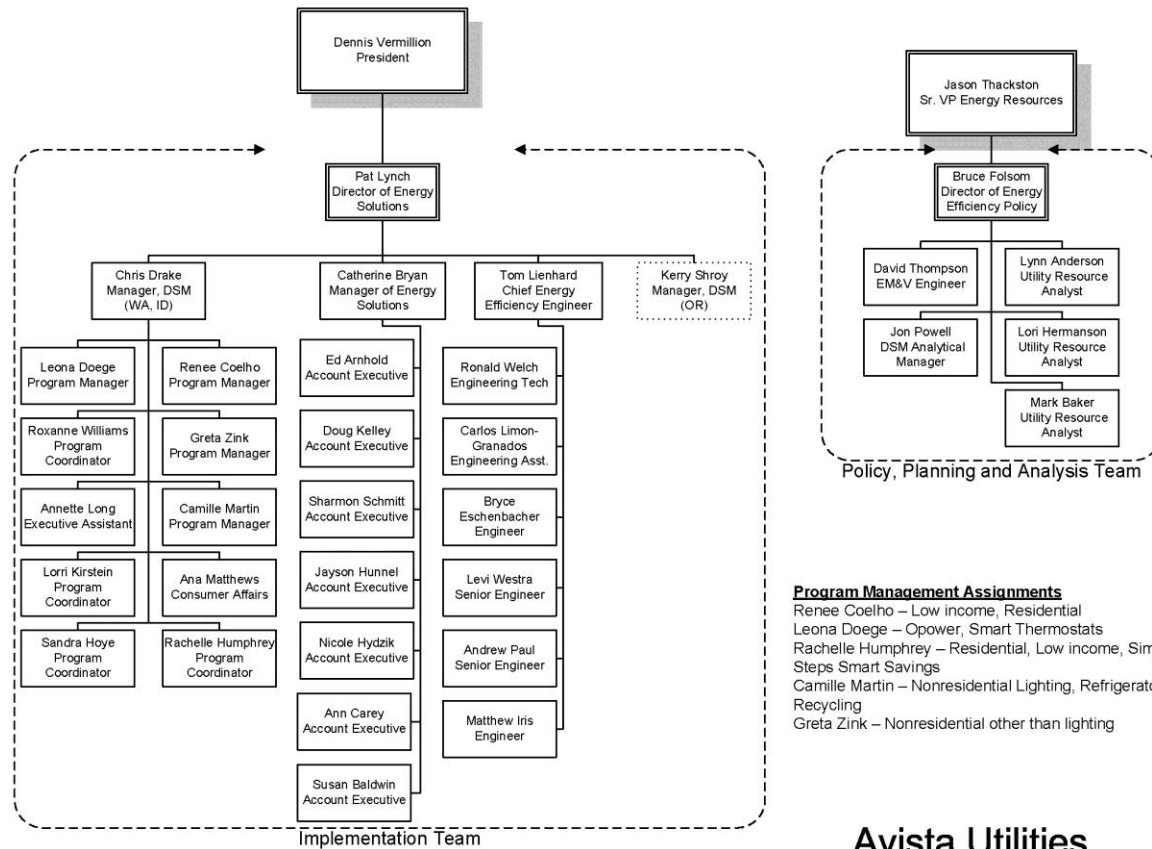 Dennis Vermillion
President
Jason Thackston
Sr. VP Energy Resources
Pat Lynch
Director of Energy
Solutions
Bruce Folsom
Director of Energy
Efficiency Policy
Chris Drake
Manager, DSM
(WA, ID)
Catherine Bryan
Manager of Energy
Solutions
Tom Lienhard
Chief Energy
Efficiency Engineer
Kerry Shroy
Manager, DSM
(OR)
David Thompson
EM&V Engineer
Lynn Anderson
Utility Resource
Analyst
Jon Powell
DSM Analytical
Manager
Lori Hermanson
Utility Resource
Analyst
Mark Baker
Utility Resource
Analyst
Policy, Planning and Analysis Team
Leona Doege
Program Manager
Renee Coelho
Program Manager
Roxanne Williams
Program
Coordinator
Greta Zink
Program Manager
Annette Long
Executive Assistant
Camille Martin
Program Manager
Lorri Kirstein
Program
Coordinator
Ana Matthews
Consumer Affairs
Sandra Hoye
Program
Coordinator
Rachelle Humphrey
Program
Coordinator
Ed Arnhold
Account Executive
Doug Kelley
Account Executive
Sharmon Schmitt
Account Executive
Jayson Hunnel
Account Executive
Nicole Hydzik
Account Executive
Ann Carey
Account Executive
Susan Baldwin
Account Executive
Ronald Welch
Engineering Tech
Carlos Limon-
Granados
Engineering Asst.
Bryce
Eschenbacher
Engineer
Levi Westra
Senior Engineer
Andrew Paul
Senior Engineer
Matthew Iris
Engineer
Implementation Team
Program Management Assignments
Renee Coelho – Low income, Residential
Leona Doege – Opower, Smart Thermostats
Rachelle Humphrey – Residential, Low income,
Steps Smart Savings
Camille Martin – Nonresidential Lighting,
Recycling
Greta Zink – Nonresidential other than lighting
Avista Utilities